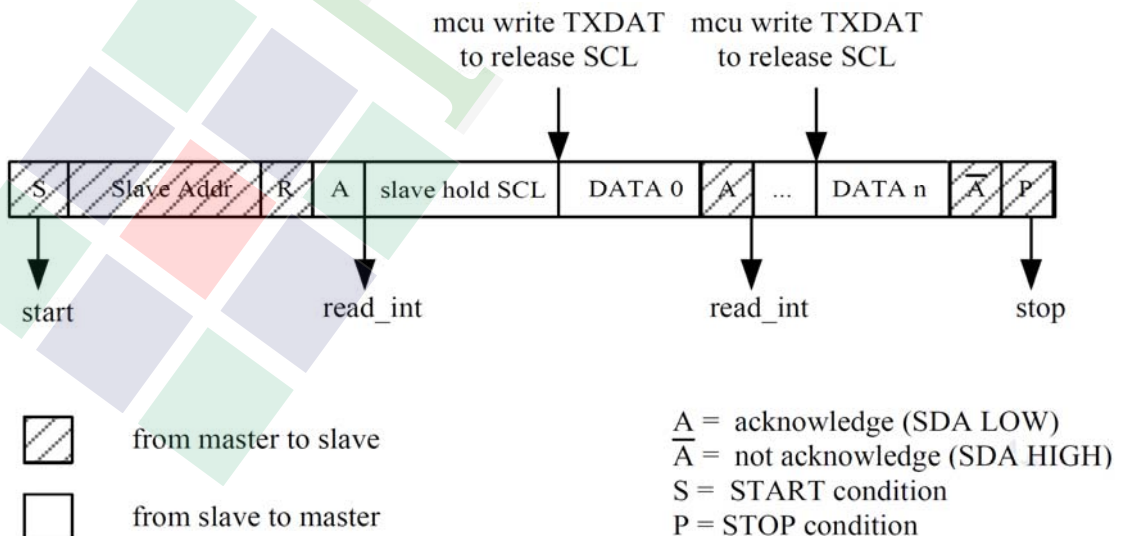 mcu write TXDAT mcu write TXDAT
to release SCL to release SCL
S Slave Addr R A slave hold SCL DATA 0 A ... DATA n A̅ P
start read_int read_int stop
from master to slave
from slave to master
A = acknowledge (SDA LOW)
A̅ = not acknowledge (SDA HIGH)
S = START condition
P = STOP condition